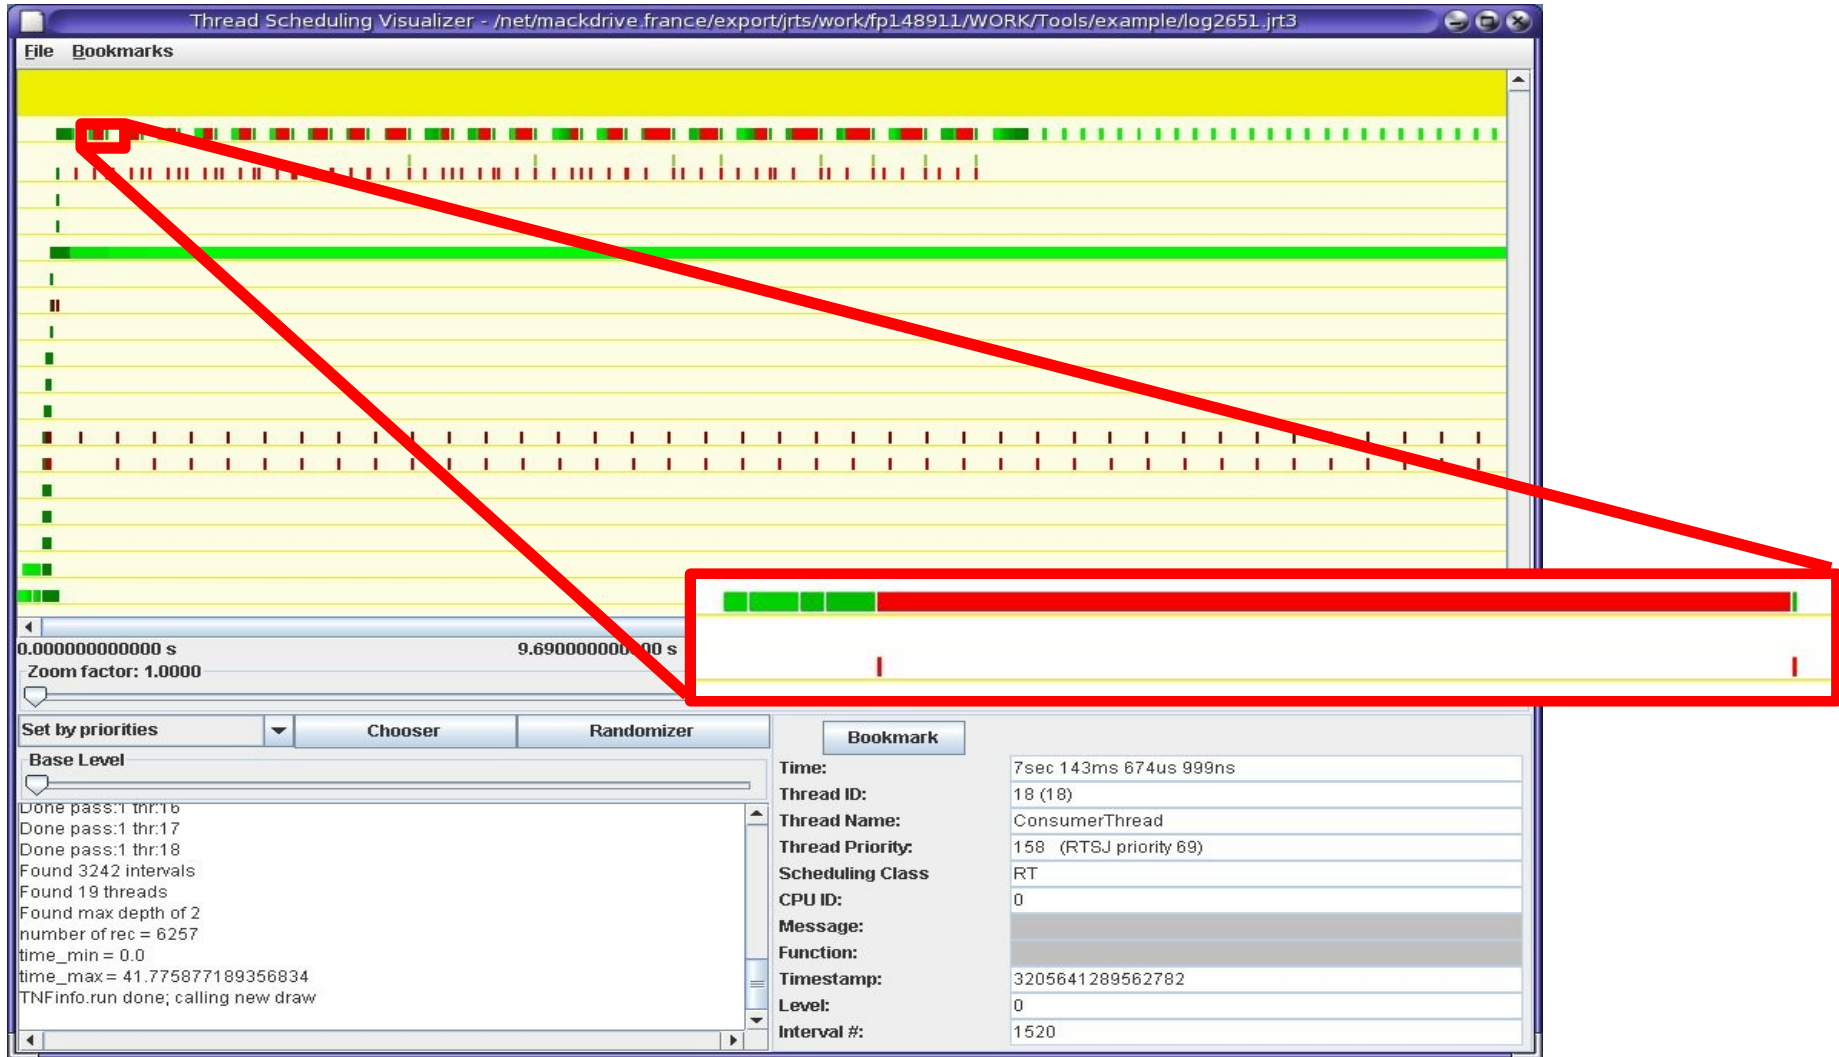 Thread Scheduling Visualizer - /net/mackdrive.france/export/jrts/work/fp148911/WORK/Tools/example/log2651.jrt3
File Bookmarks
0.000000000000 s
Zoom factor: 1.0000
Set by priorities Chooser Randomizer
Base Level
Done pass:1 thr:16
Done pass:1 thr:17
Done pass:1 thr:18
Found 3242 intervals
Found 19 threads
Found max depth of 2
number of rec = 6257
time_min = 0.0
time_max = 41.775877189356834
TNFinfo.run done; calling new draw
Bookmark
Time: 7sec 143ms 674us 999ns
Thread ID: 18 (18)
Thread Name: ConsumerThread
Thread Priority: 158 (RTSJ priority 69)
Scheduling Class RT
CPU ID: 0
Message:
Function:
Timestamp: 3205641289562782
Level: 0
Interval #: 1520